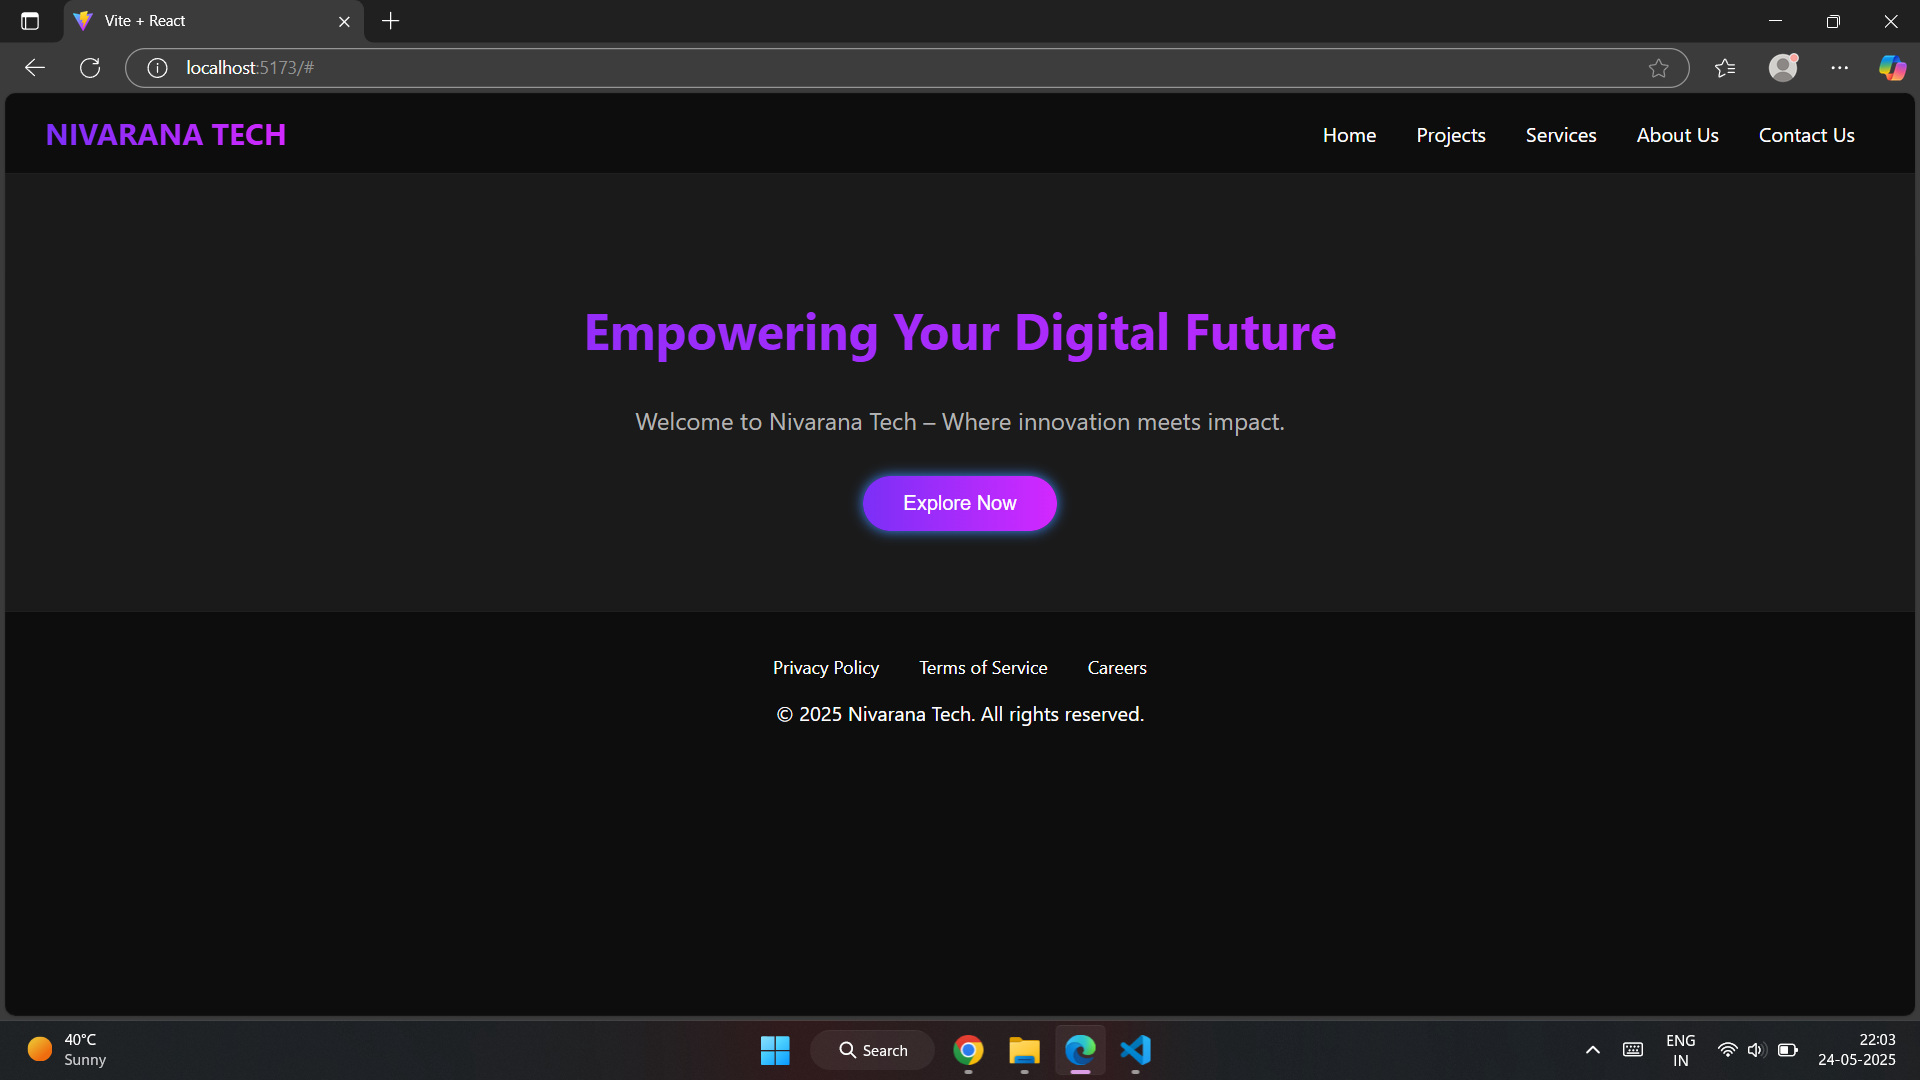 Vite + React
localhost:5173/#
NIVARANA TECH
Home Projects Services About Us Contact Us
Empowering Your Digital Future
Welcome to Nivarana Tech – Where innovation meets impact.
Explore Now
Privacy Policy Terms of Service Careers
© 2025 Nivarana Tech. All rights reserved.
40°C
Sunny
Search
ENG
IN
22:03
24-05-2025